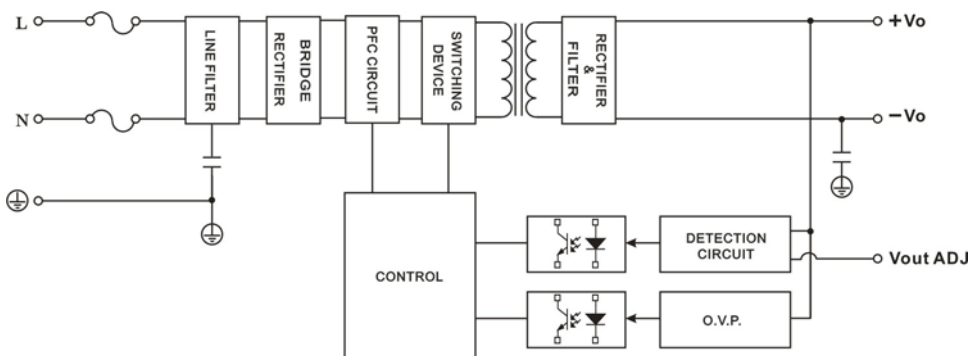 L
N
LINE FILTER
BRIDGE
RECTIFIER
PFC CIRCUIT
SWITCHING
DEVICE
RECTIFIER
&
FILTER
+Vo
−Vo
CONTROL
DETECTION
CIRCUIT
Vout ADJ
O.V.P.